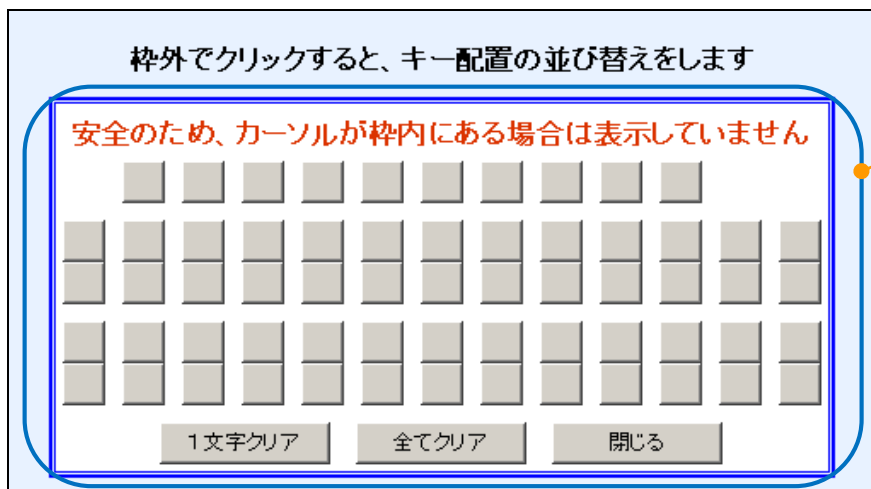 枠外でクリックすると、キー配置の並び替えをします
安全のため、カーソルが枠内にある場合は表示していません
１文字クリア 全てクリア 閉じる